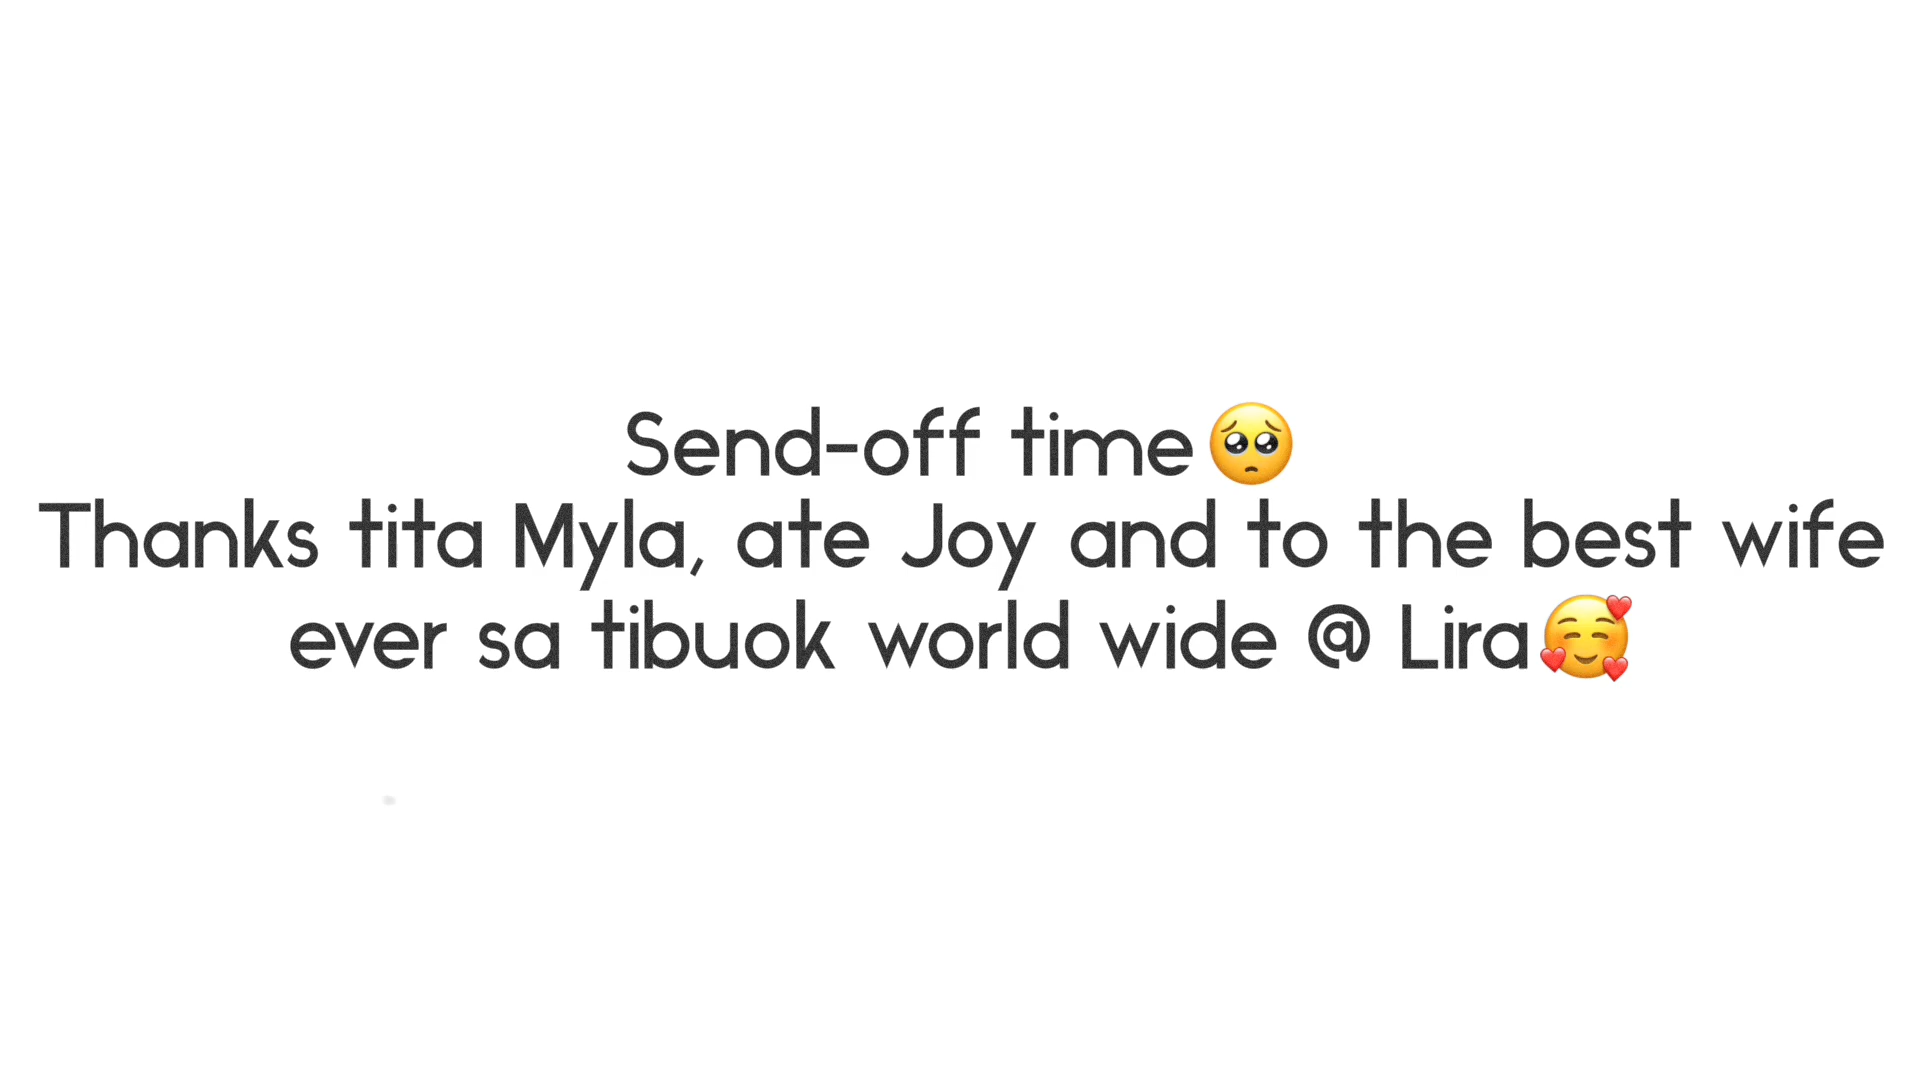 Send-off time🥺
Thanks tita Myla, ate Joy and to the best wife
ever sa tibuok world wide @ Lira🥰